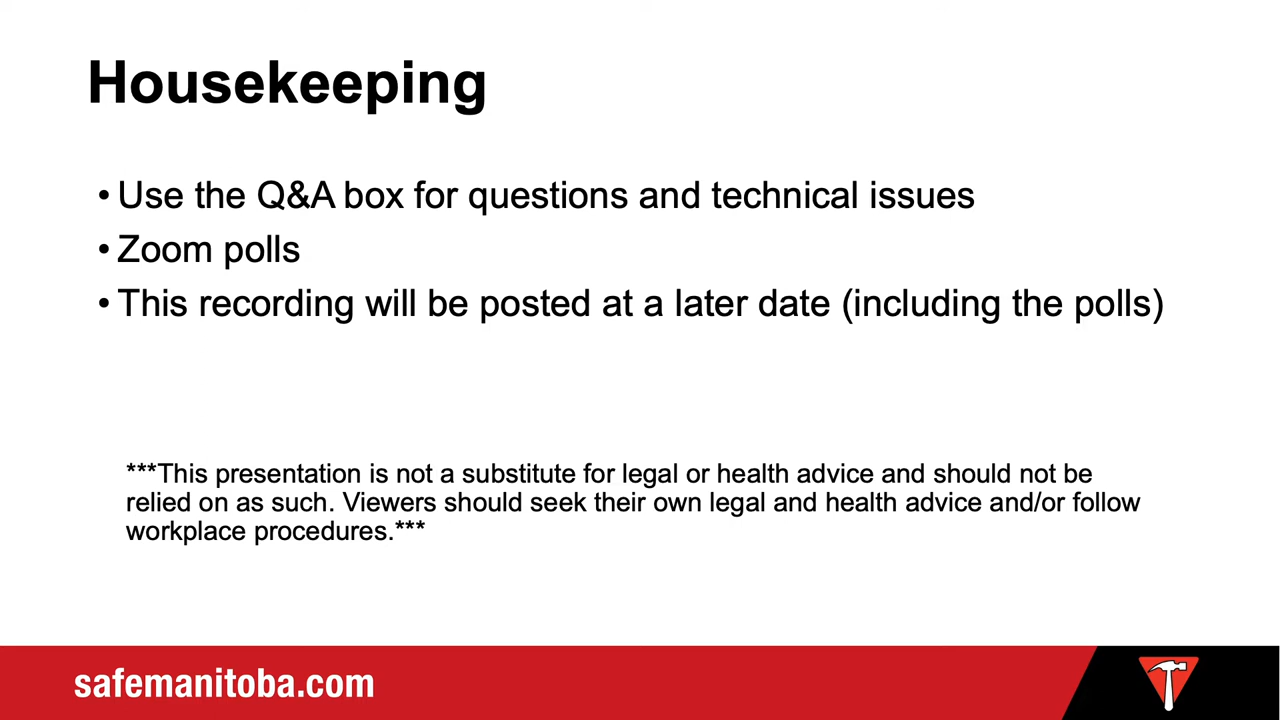 Housekeeping
• Use the Q&A box for questions and technical issues
• Zoom polls
• This recording will be posted at a later date (including the polls)
***This presentation is not a substitute for legal or health advice and should not be
relied on as such. Viewers should seek their own legal and health advice and/or follow
workplace procedures.***
safemanitoba.com